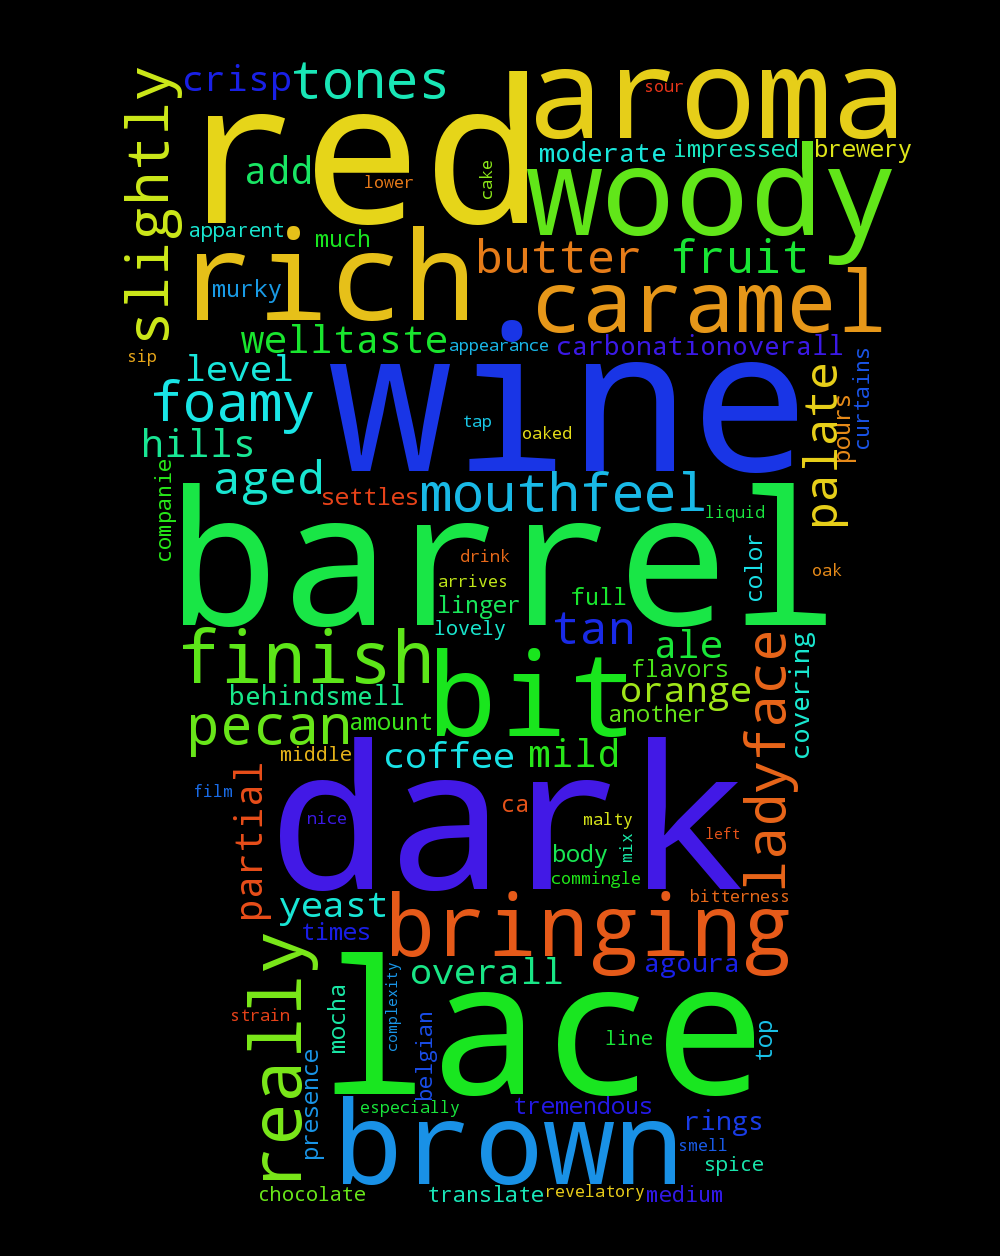 slightly
crisp
tones
aroma
sour
red
add
lower
cake
moderate
impressed
brewery
woody
apparent
much
rich
murky
butter
fruit
caramel
sip
welltaste
appearance
carbonationoverall
level
foamy
wine
tap
oaked
palate
pours
curtains
hills
aged
settles
mouthfeel
liquid
companie
barrel
drink
arrives
linger
lovely
full
color
oak
tan
ale
finish
behindsmell
bit
flavors
orange
another
ladyface
covering
pecan
amount
middle
coffee
mild
film
partial
dark
nice
ca
malty
mix
left
body
commingle
bitterness
yeast
times
bringing
agoura
really
overall
lace
strain
mocha
complexity
belgian
line
top
presence
especially
tremendous
rings
brown
smell
spice
chocolate
translate
revelatory
medium